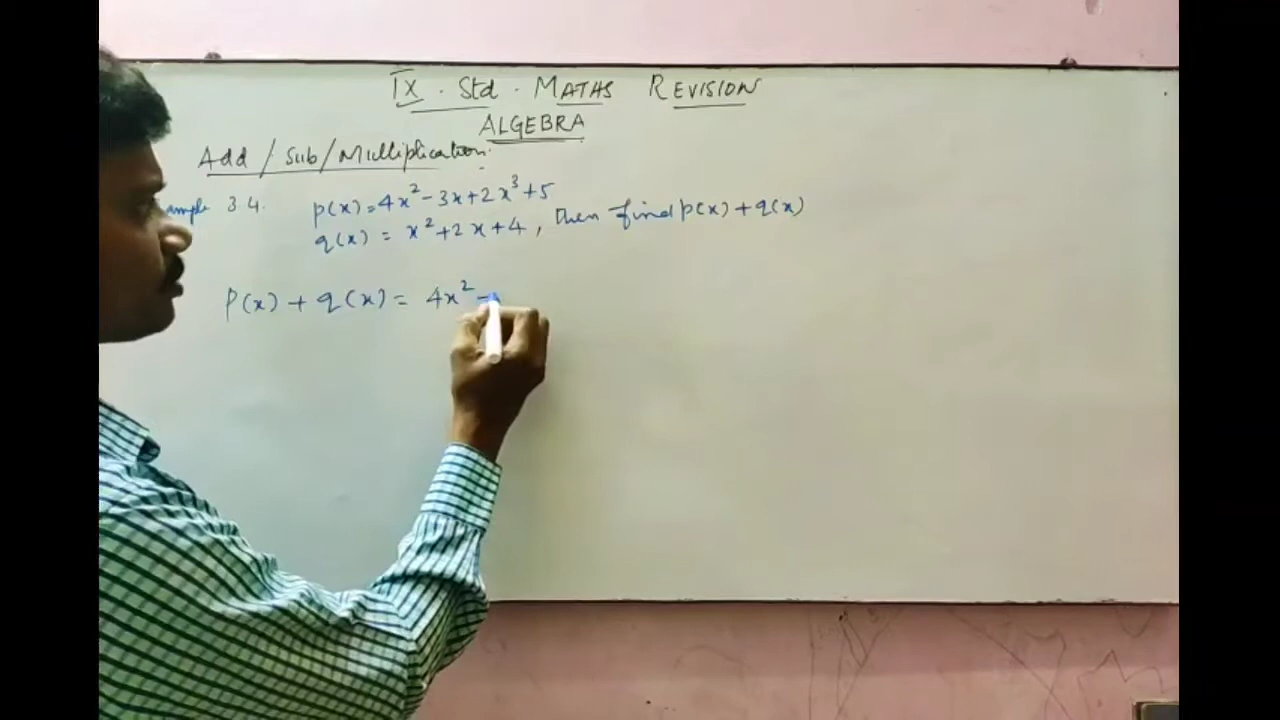 IX . Std . MATHS REVISION
ALGEBRA
Add / Sub / Multiplication:
ample 3.4. p(x) = 4x² - 3x + 2x³ + 5
q(x) = x² + 2x + 4, then find p(x) + q(x)
P(x) + q(x) = 4x² -